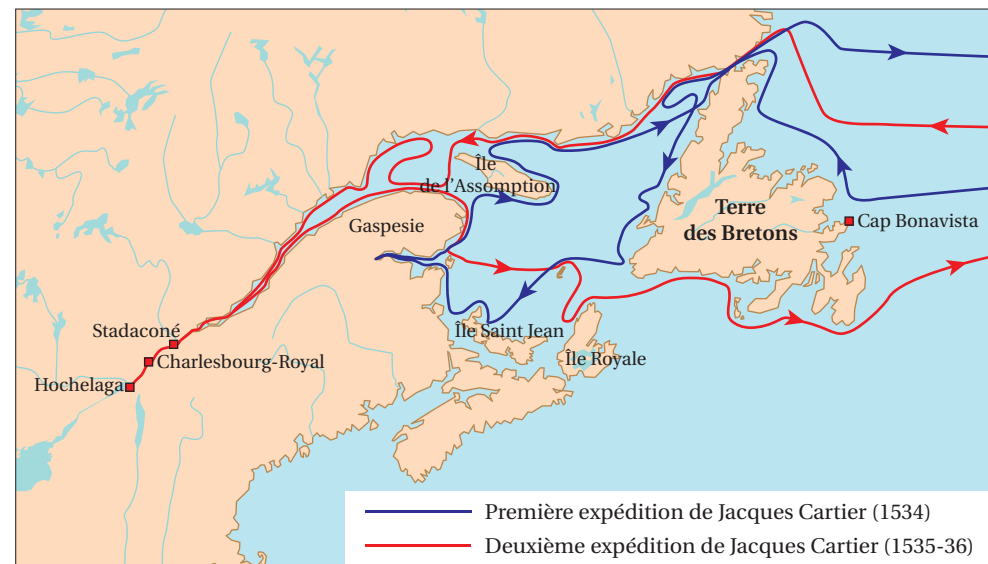 Île
de l'Assomption
Gaspesie
Terre
des Bretons
Cap Bonavista
Stadaconé
Île Saint Jean
Charlesbourg-Royal
Île Royale
Hochelaga
Première expédition de Jacques Cartier (1534)
Deuxième expédition de Jacques Cartier (1535-36)